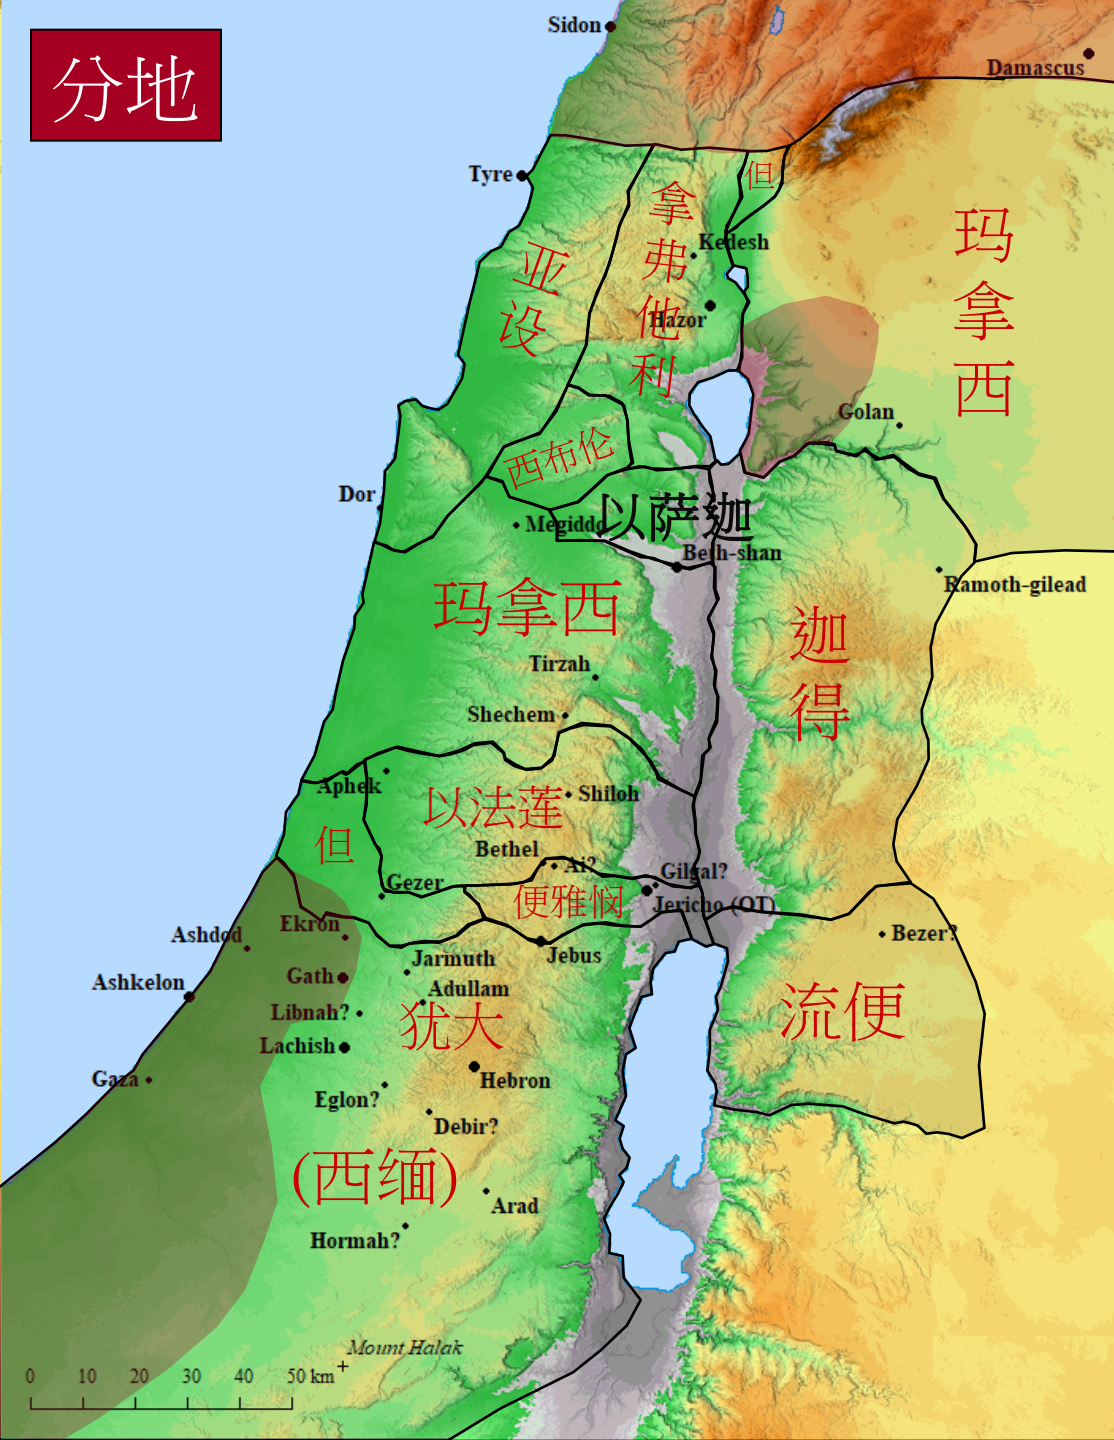 Sidon
分地
Damascus
Tyre
但
拿弗他利
Kedesh
玛拿西
亚设
Hazor
Golan
西布伦
Dor
以萨迦
Megiddo
Beth-shan
Ramoth-gilead
玛拿西
迦得
Tirzah
Shechem
Aphek
以法莲
Shiloh
但
Bethel
Ai?
Gilgal?
Gezer
便雅悯
Jericho (OT)
Ekron
Ashdod
Bezer?
Jebus
Jarmuth
Gath
Ashkelon
Adullam
Libnah?
犹大
流便
Lachish
Gaza
Hebron
Eglon?
Debir?
(西缅)
Arad
Hormah?
Mount Halak
0 10 20 30 40 50 km